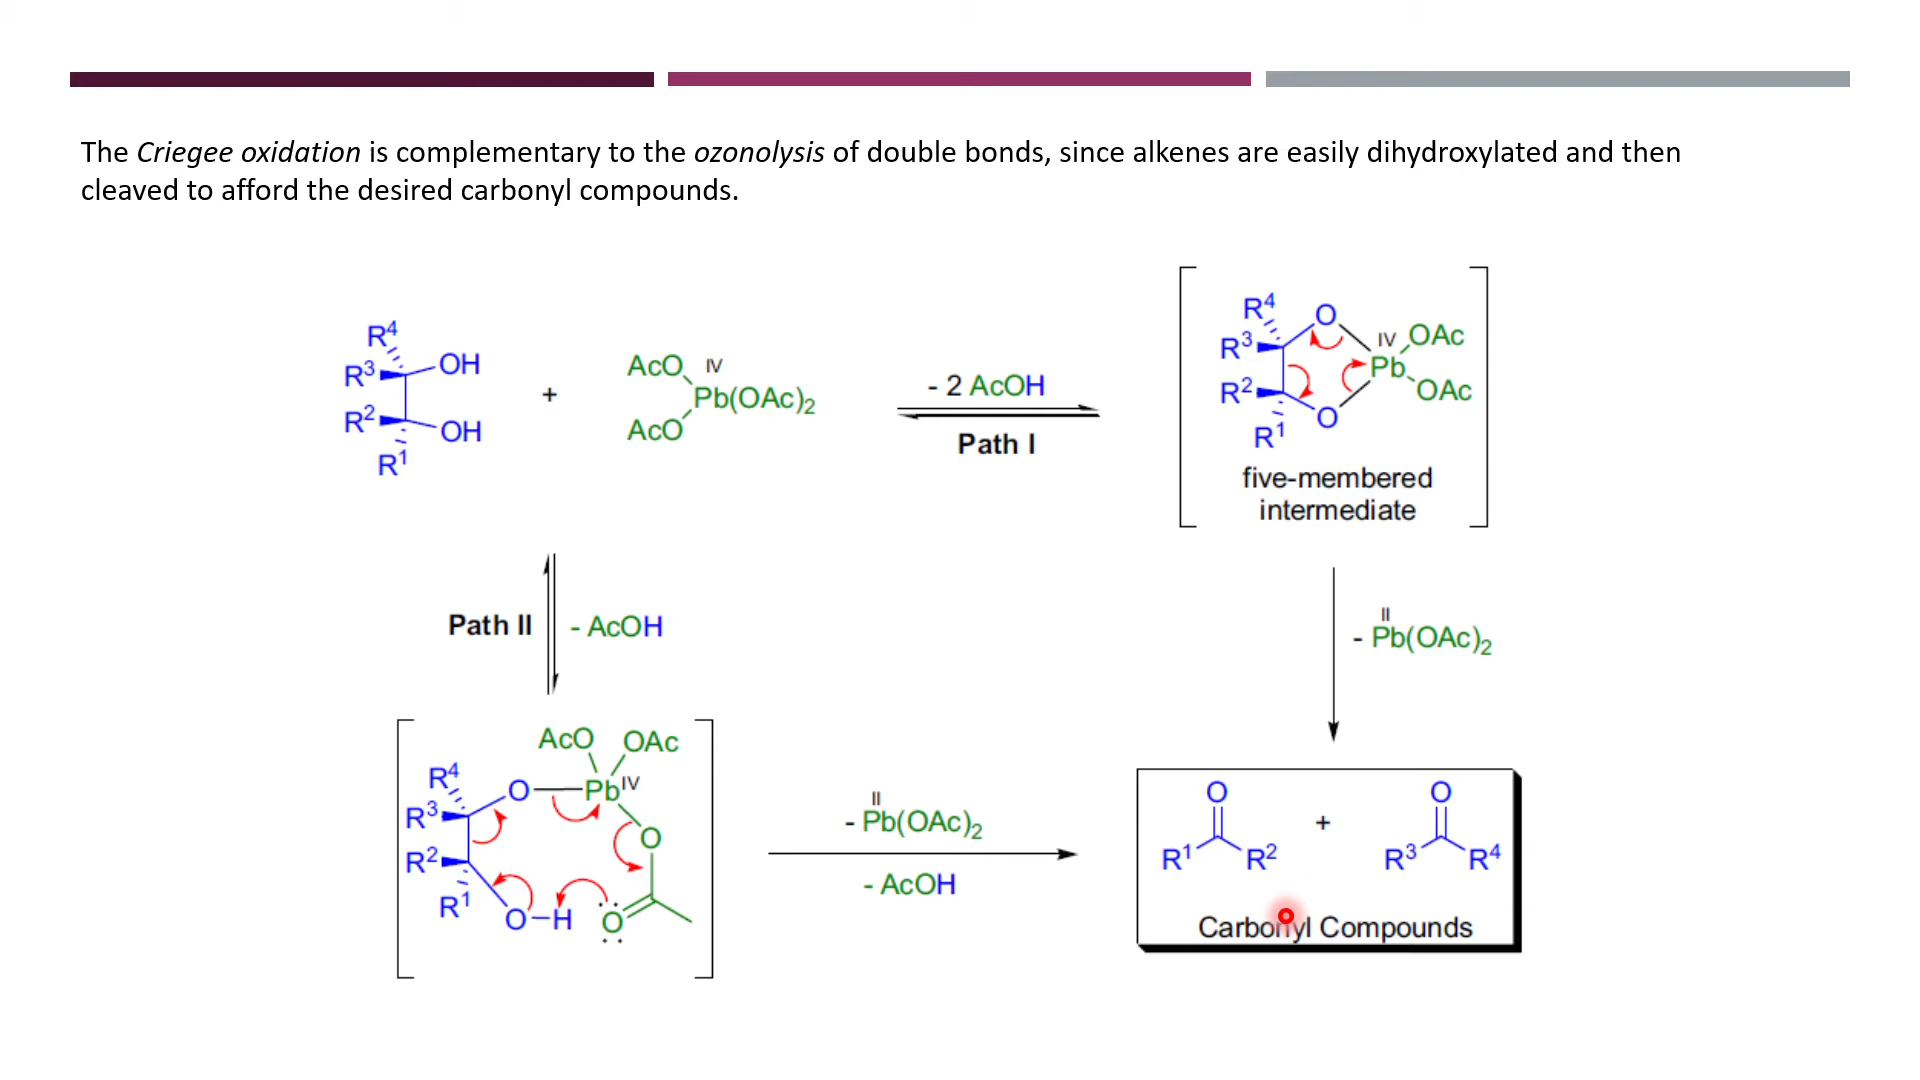 The Criegee oxidation is complementary to the ozonolysis of double bonds, since alkenes are easily dihydroxylated and then
cleaved to afford the desired carbonyl compounds.
R⁴
R³ OH
R² OH
R¹
+
AcO IV
Pb(OAc)₂
AcO
- 2 AcOH
Path I
R⁴ O
R³ IV OAc
Pb
R² OAc
O
R¹
five-membered
intermediate
Path II - AcOH
II
- Pb(OAc)₂
AcO OAc
R⁴ O Pb IV
R³ O
R²
R¹ O H O
II
- Pb(OAc)₂
- AcOH
O O
+
R¹ R² R³ R⁴
Carbonyl Compounds